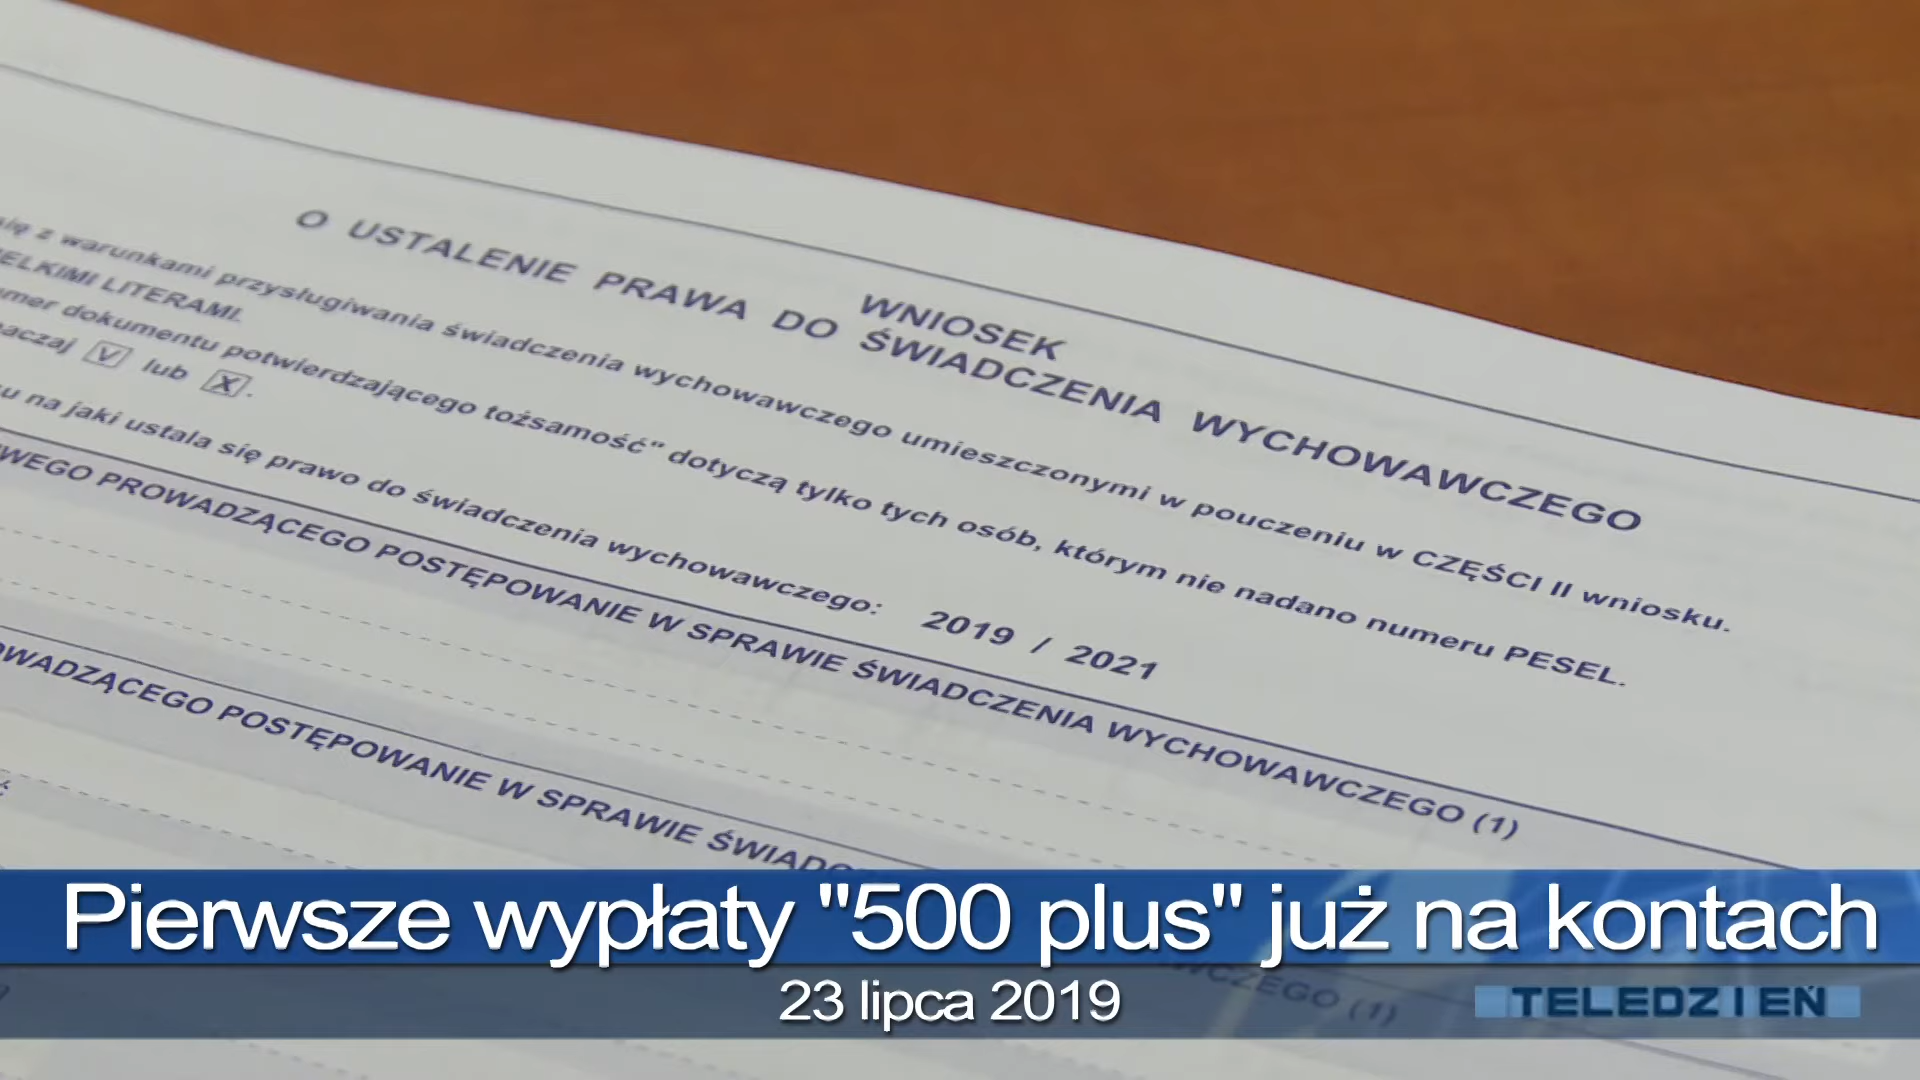 WNIOSEK
O USTALENIE PRAWA DO ŚWIADCZENIA WYCHOWAWCZEGO
się z warunkami przysługiwania świadczenia wychowawczego umieszczonymi w pouczeniu w CZĘŚCI II wniosku.
LITERAMI.
dokumentu potwierdzającego tożsamość" dotyczą tylko tych osób, którym nie nadano numeru PESEL.
V lub X.
na jaki ustala się prawo do świadczenia wychowawczego: 2019 / 2021
PROWADZĄCEGO POSTĘPOWANIE W SPRAWIE ŚWIADCZENIA WYCHOWAWCZEGO (1)
POSTĘPOWANIE W SPRAWIE
Pierwsze wypłaty "500 plus" już na kontach
23 lipca 2019
TELEDZIEŃ